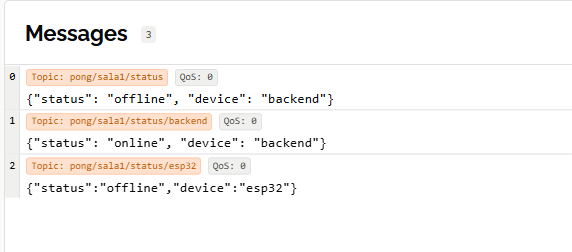 Messages 3
0 Topic: pong/sala1/status QoS: 0
{"status": "offline", "device": "backend"}
1 Topic: pong/sala1/status/backend QoS: 0
{"status": "online", "device": "backend"}
2 Topic: pong/sala1/status/esp32 QoS: 0
{"status":"offline","device":"esp32"}